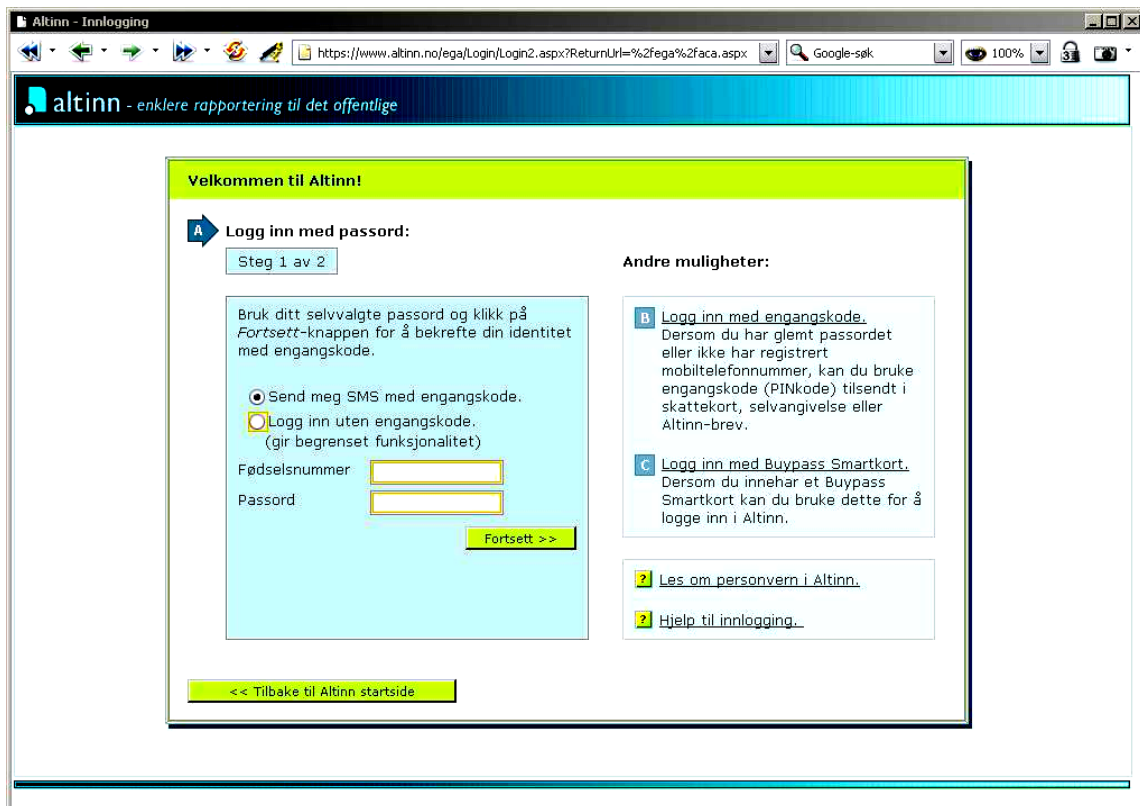 Altinn - Innlogging
https://www.altinn.no/ega/Login/Login2.aspx?ReturnUrl=%2fega%2faca.aspx
Google-søk
100%
31
altinn - enklere rapportering til det offentlige
Velkommen til Altinn!
A
Logg inn med passord:
Steg 1 av 2
Bruk ditt selvvalgte passord og klikk på
Fortsett-knappen for å bekrefte din identitet
med engangskode.
Send meg SMS med engangskode.
Logg inn uten engangskode.
(gir begrenset funksjonalitet)
Fødselsnummer
Passord
Fortsett >>
Andre muligheter:
B Logg inn med engangskode.
Dersom du har glemt passordet
eller ikke har registrert
mobiltelefonnummer, kan du bruke
engangskode (PINkode) tilsendt i
skattekort, selvangivelse eller
Altinn-brev.
C Logg inn med Buypass Smartkort.
Dersom du innehar et Buypass
Smartkort kan du bruke dette for å
logge inn i Altinn.
? Les om personvern i Altinn.
? Hjelp til innlogging.
<< Tilbake til Altinn startside